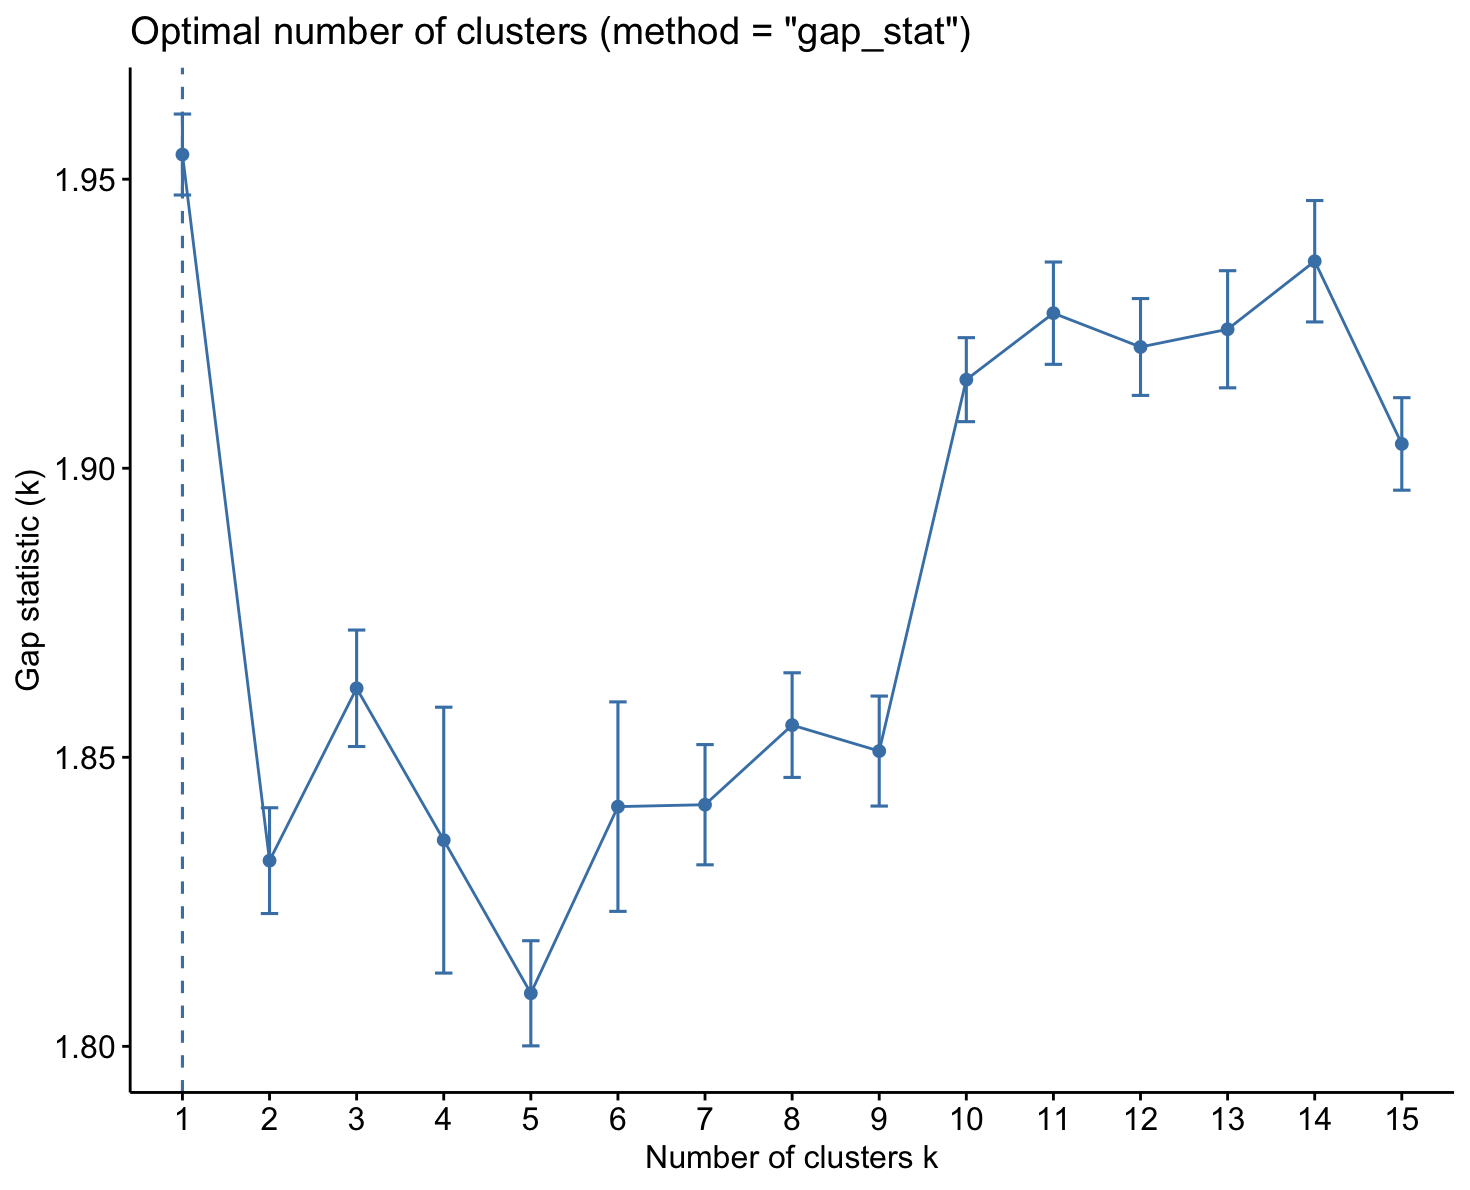 Optimal number of clusters (method = "gap_stat")
1.95
1.90
1.85
1.80
Gap statistic (k)
1 2 3 4 5 6 7 8 9 10 11 12 13 14 15
Number of clusters k